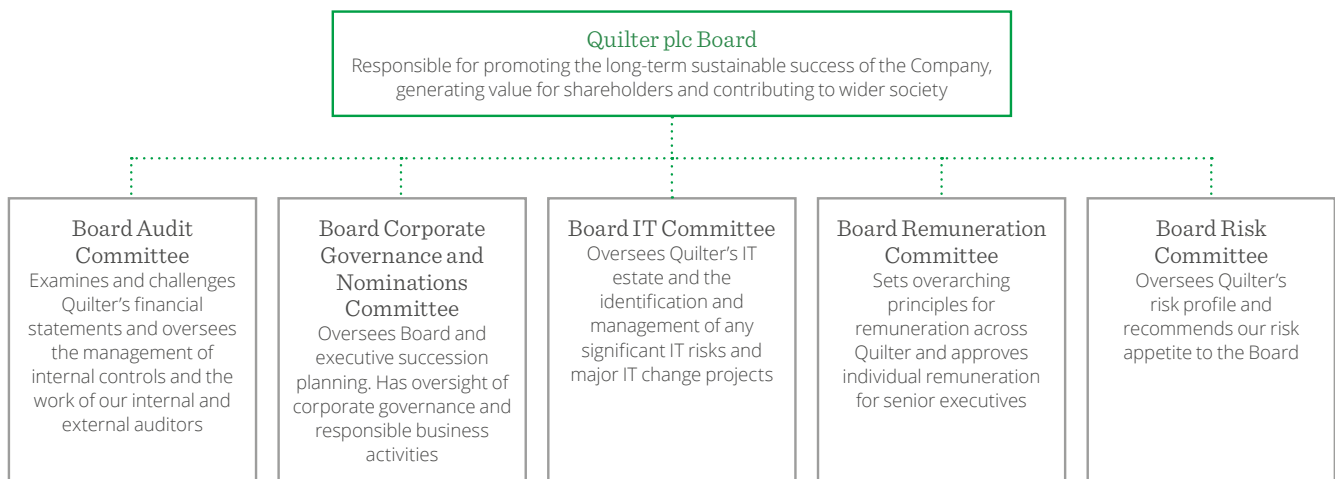 Quilter plc Board
Responsible for promoting the long-term sustainable success of the Company,
generating value for shareholders and contributing to wider society
Board Audit
Committee
Examines and challenges
Quilter’s financial
statements and oversees
the management of
internal controls and the
work of our internal and
external auditors
Board Corporate
Governance and
Nominations
Committee
Oversees Board and
executive succession
planning. Has oversight of
corporate governance and
responsible business
activities
Board IT Committee
Oversees Quilter’s IT
estate and the
identification and
management of any
significant IT risks and
major IT change projects
Board Remuneration
Committee
Sets overarching
principles for
remuneration across
Quilter and approves
individual remuneration
for senior executives
Board Risk
Committee
Oversees Quilter’s
risk profile and
recommends our risk
appetite to the Board